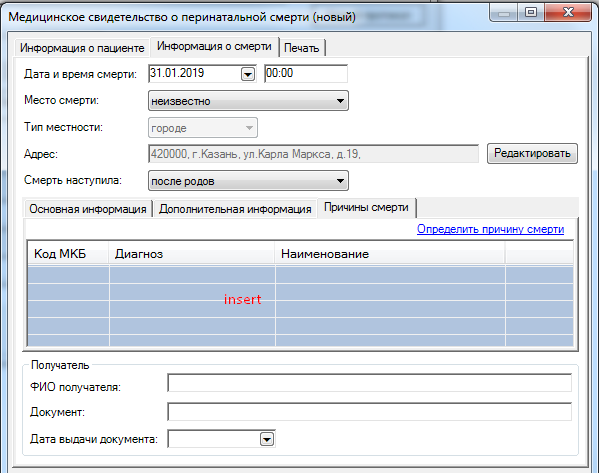 Медицинское свидетельство о перинатальной смерти (новый)
Информация о пациенте Информация о смерти Печать
Дата и время смерти: 31.01.2019 00:00
Место смерти: неизвестно
Тип местности: городе
Адрес: 420000, г.Казань, ул.Карла Маркса, д.19, Редактировать
Смерть наступила: после родов
Основная информация Дополнительная информация Причины смерти
Определить причину смерти
Код МКБ Диагноз Наименование
insert
Получатель
ФИО получателя:
Документ:
Дата выдачи документа: